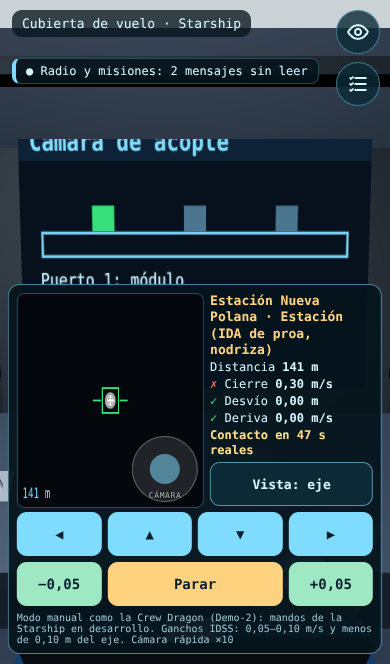 Cubierta de vuelo · Starship
● Radio y misiones: 2 mensajes sin leer
Cámara de acople
Puerto 1: módulo
Estación Nueva
Polana · Estación
(IDA de proa,
nodriza)
Distancia 141 m
✗ Cierre 0,30 m/s
✓ Desvío 0,00 m
✓ Deriva 0,00 m/s
Contacto en 47 s
reales
141 m
CÁMARA
Vista: eje
◄ ▲ ▼ ►
−0,05 Parar +0,05
Modo manual como la Crew Dragon (Demo-2): mandos de la
Starship en desarrollo. Ganchos IDSS: 0,05–0,10 m/s y menos
de 0,10 m del eje. Cámara rápida ×10